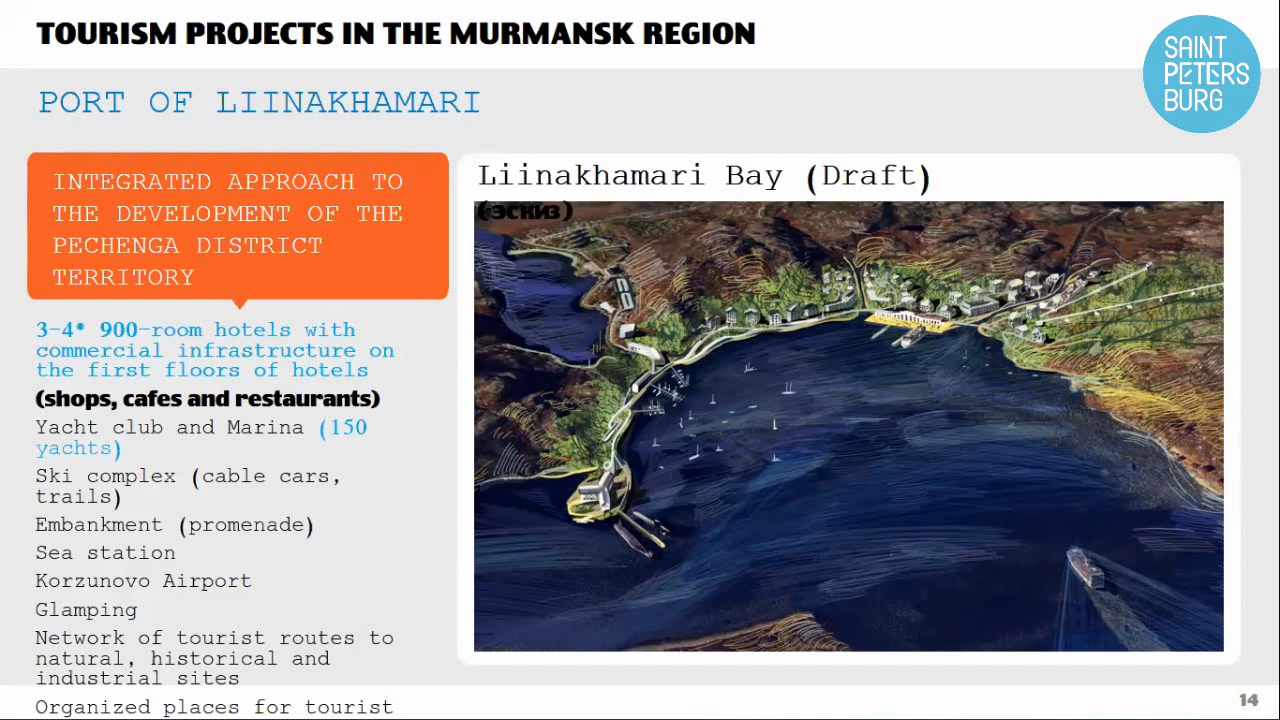 TOURISM PROJECTS IN THE MURMANSK REGION
SAINT
PETERS
BURG
PORT OF LIINAKHAMARI
INTEGRATED APPROACH TO
THE DEVELOPMENT OF THE
PECHENGA DISTRICT
TERRITORY
3-4* 900-room hotels with
commercial infrastructure on
the first floors of hotels
(shops, cafes and restaurants)
Yacht club and Marina (150
yachts)
Ski complex (cable cars,
trails)
Embankment (promenade)
Sea station
Korzunovo Airport
Glamping
Network of tourist routes to
natural, historical and
industrial sites
Organized places for tourist
Liinakhamari Bay (Draft)
(эскиз)
14